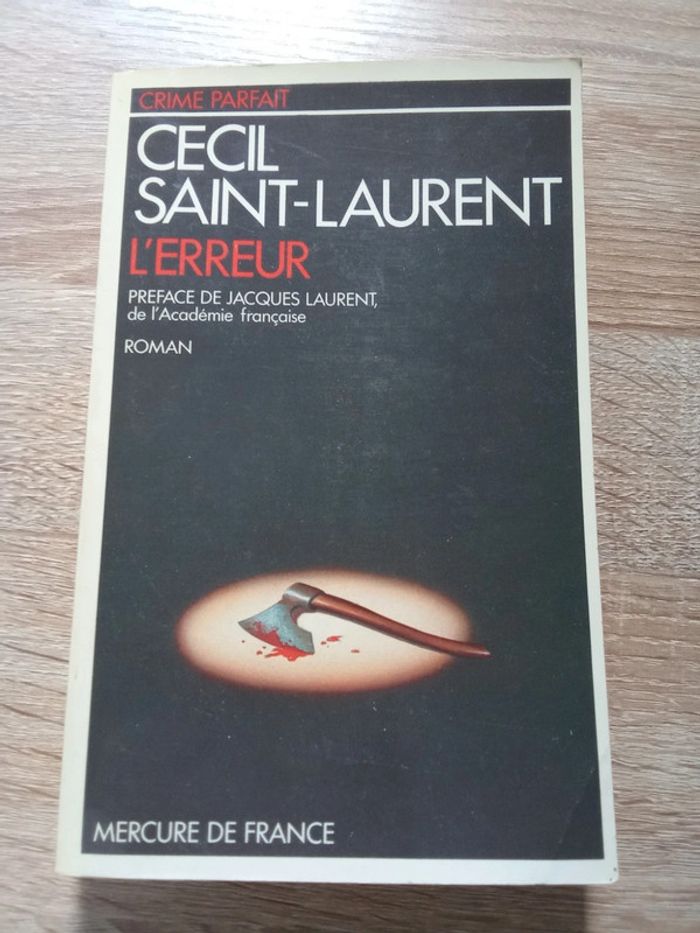 CRIME PARFAIT
CECIL
SAINT-LAURENT
L'ERREUR
PREFACE DE JACQUES LAURENT,
de l'Académie française
ROMAN
MERCURE DE FRANCE